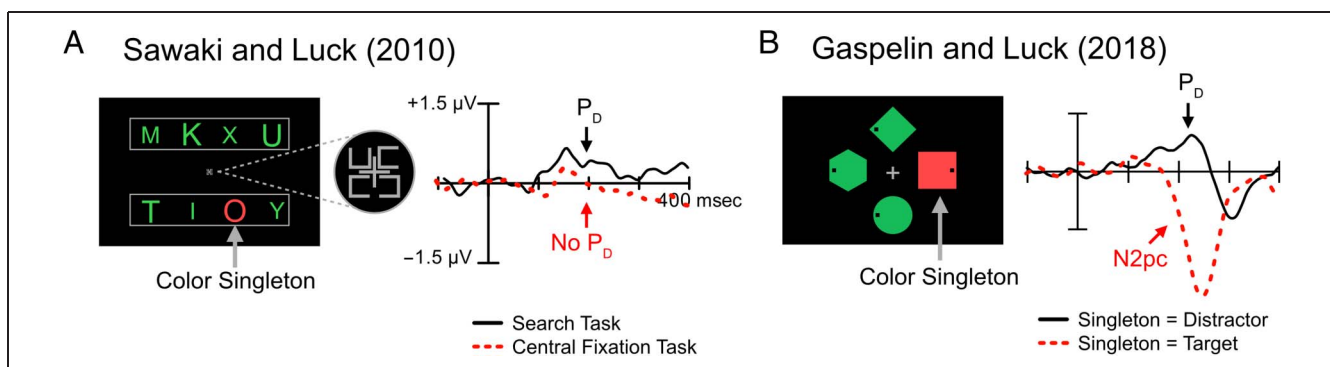 A Sawaki and Luck (2010)
M K X U
T I O Y
Color Singleton
+1.5 µV
P_D
400 msec
No P_D
−1.5 µV
Search Task
Central Fixation Task
B Gaspelin and Luck (2018)
Color Singleton
P_D
N2pc
Singleton = Distractor
Singleton = Target